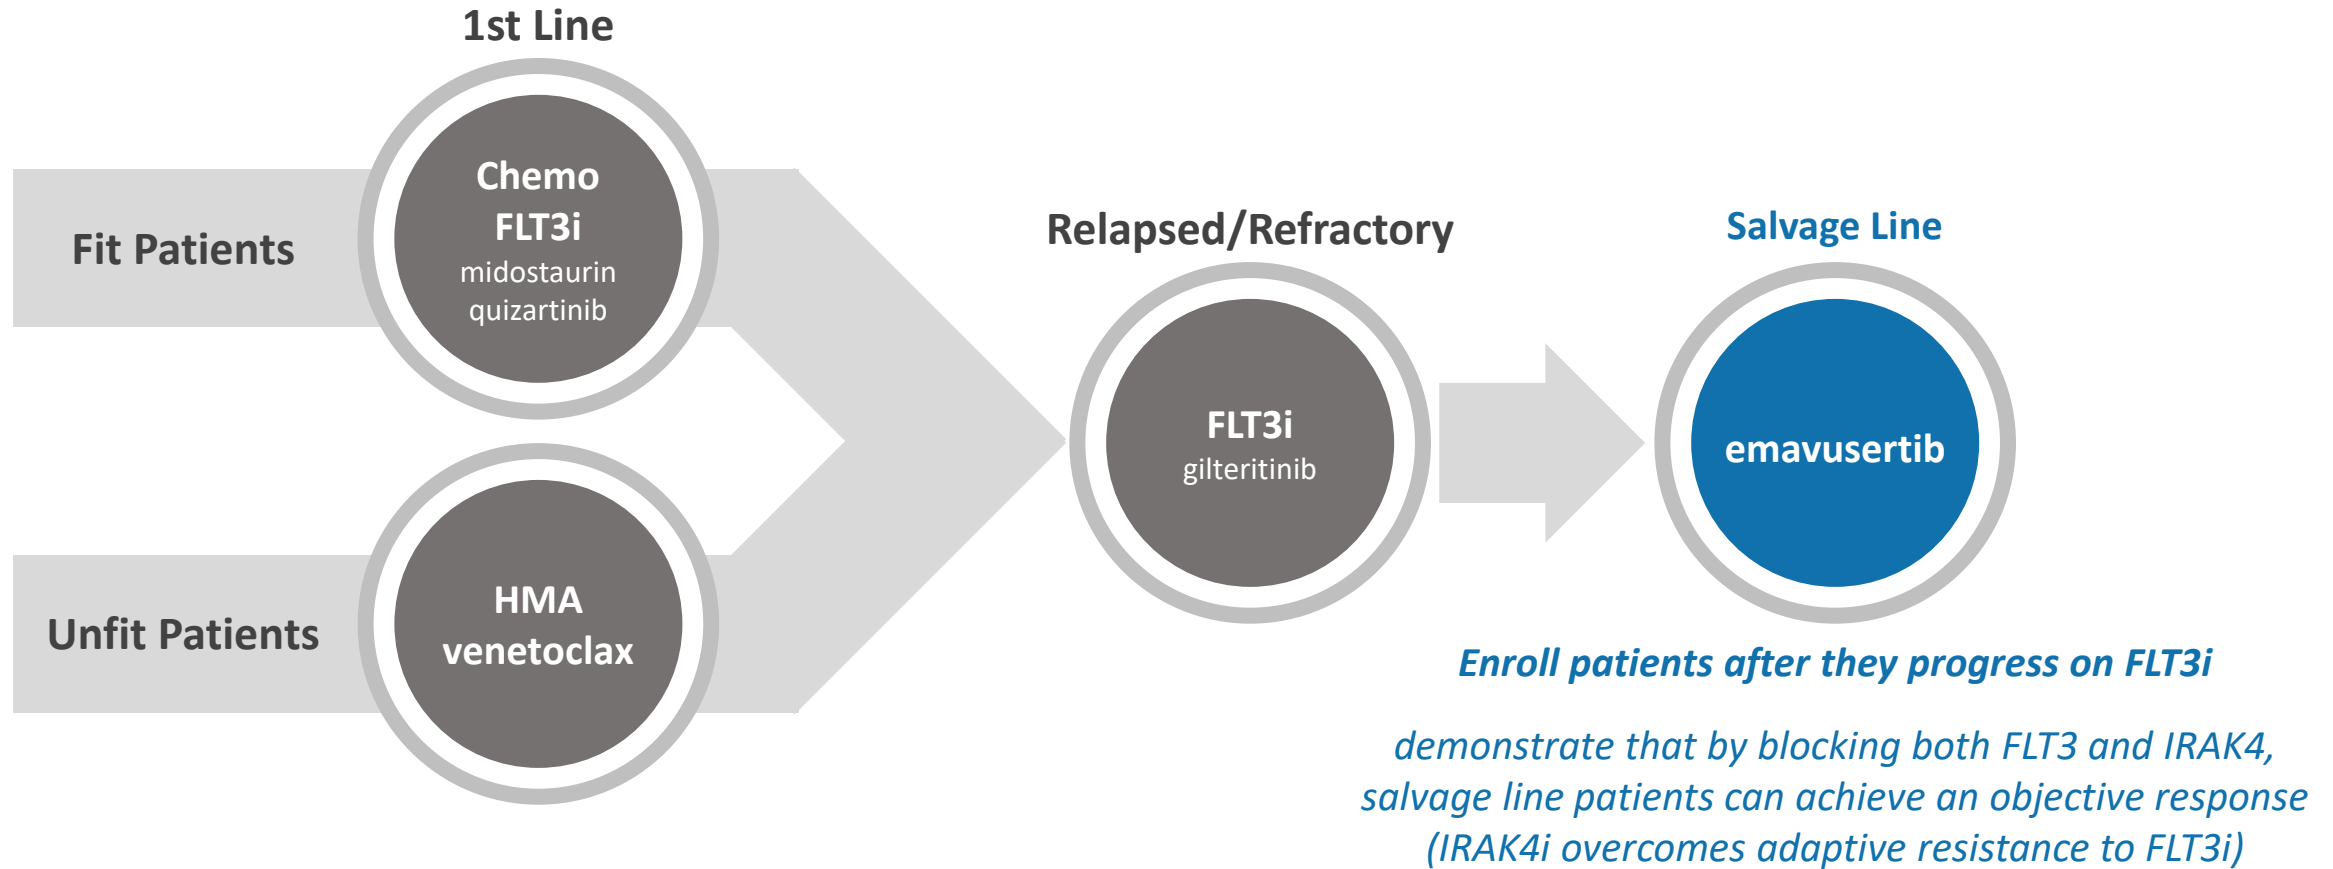 1st Line
Fit Patients
Chemo
FLT3i
midostaurin
quizartinib
Unfit Patients
HMA
venetoclax
Relapsed/Refractory
FLT3i
gilteritinib
Salvage Line
emavusertib
Enroll patients after they progress on FLT3i
demonstrate that by blocking both FLT3 and IRAK4,
salvage line patients can achieve an objective response
(IRAK4i overcomes adaptive resistance to FLT3i)